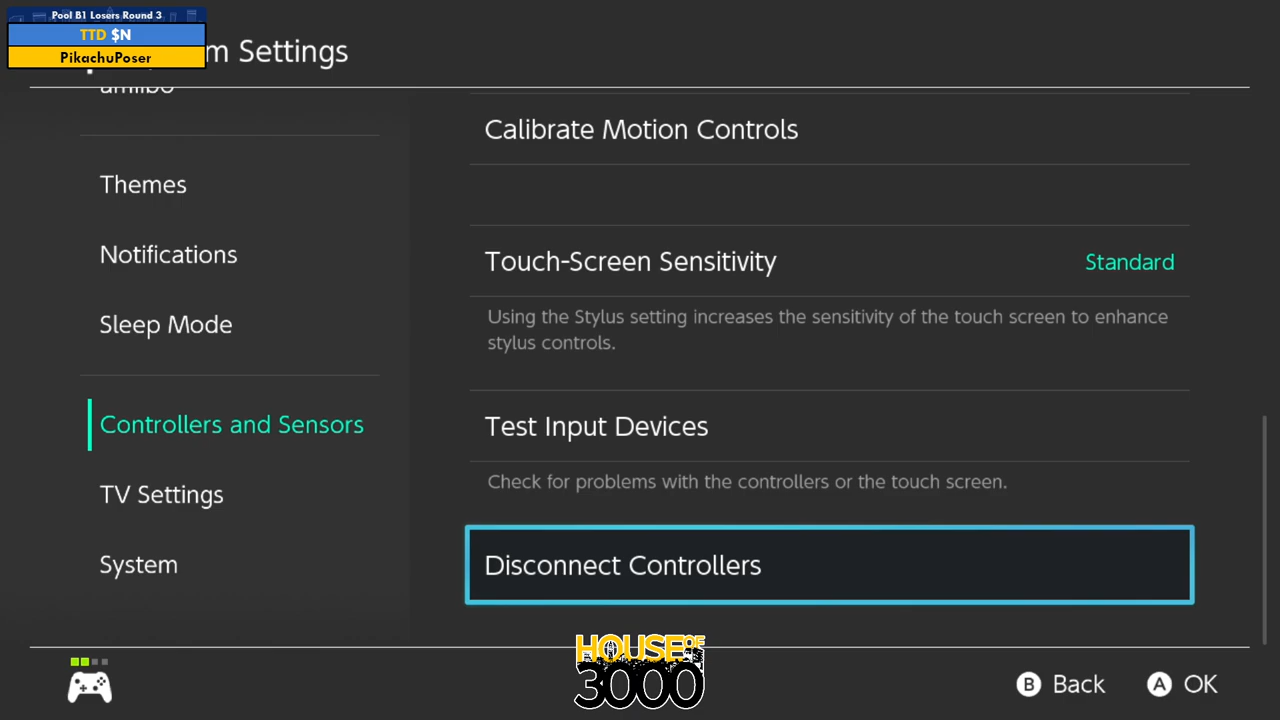 Pool B1 Losers Round 3
TTD $N
PikachuPoser
m Settings
amiibo
Themes
Notifications
Sleep Mode
Controllers and Sensors
TV Settings
System
Calibrate Motion Controls
Touch-Screen Sensitivity Standard
Using the Stylus setting increases the sensitivity of the touch screen to enhance
stylus controls.
Test Input Devices
Check for problems with the controllers or the touch screen.
Disconnect Controllers
HOUSE OF
3000
B Back A OK